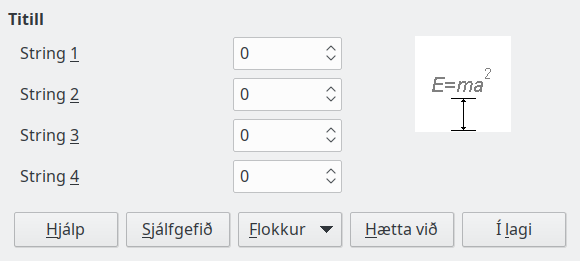 Titill
String 1 0
String 2 0
String 3 0
String 4 0
E=ma²
Hjálp Sjálfgefið Flokkur Hætta við Í lagi